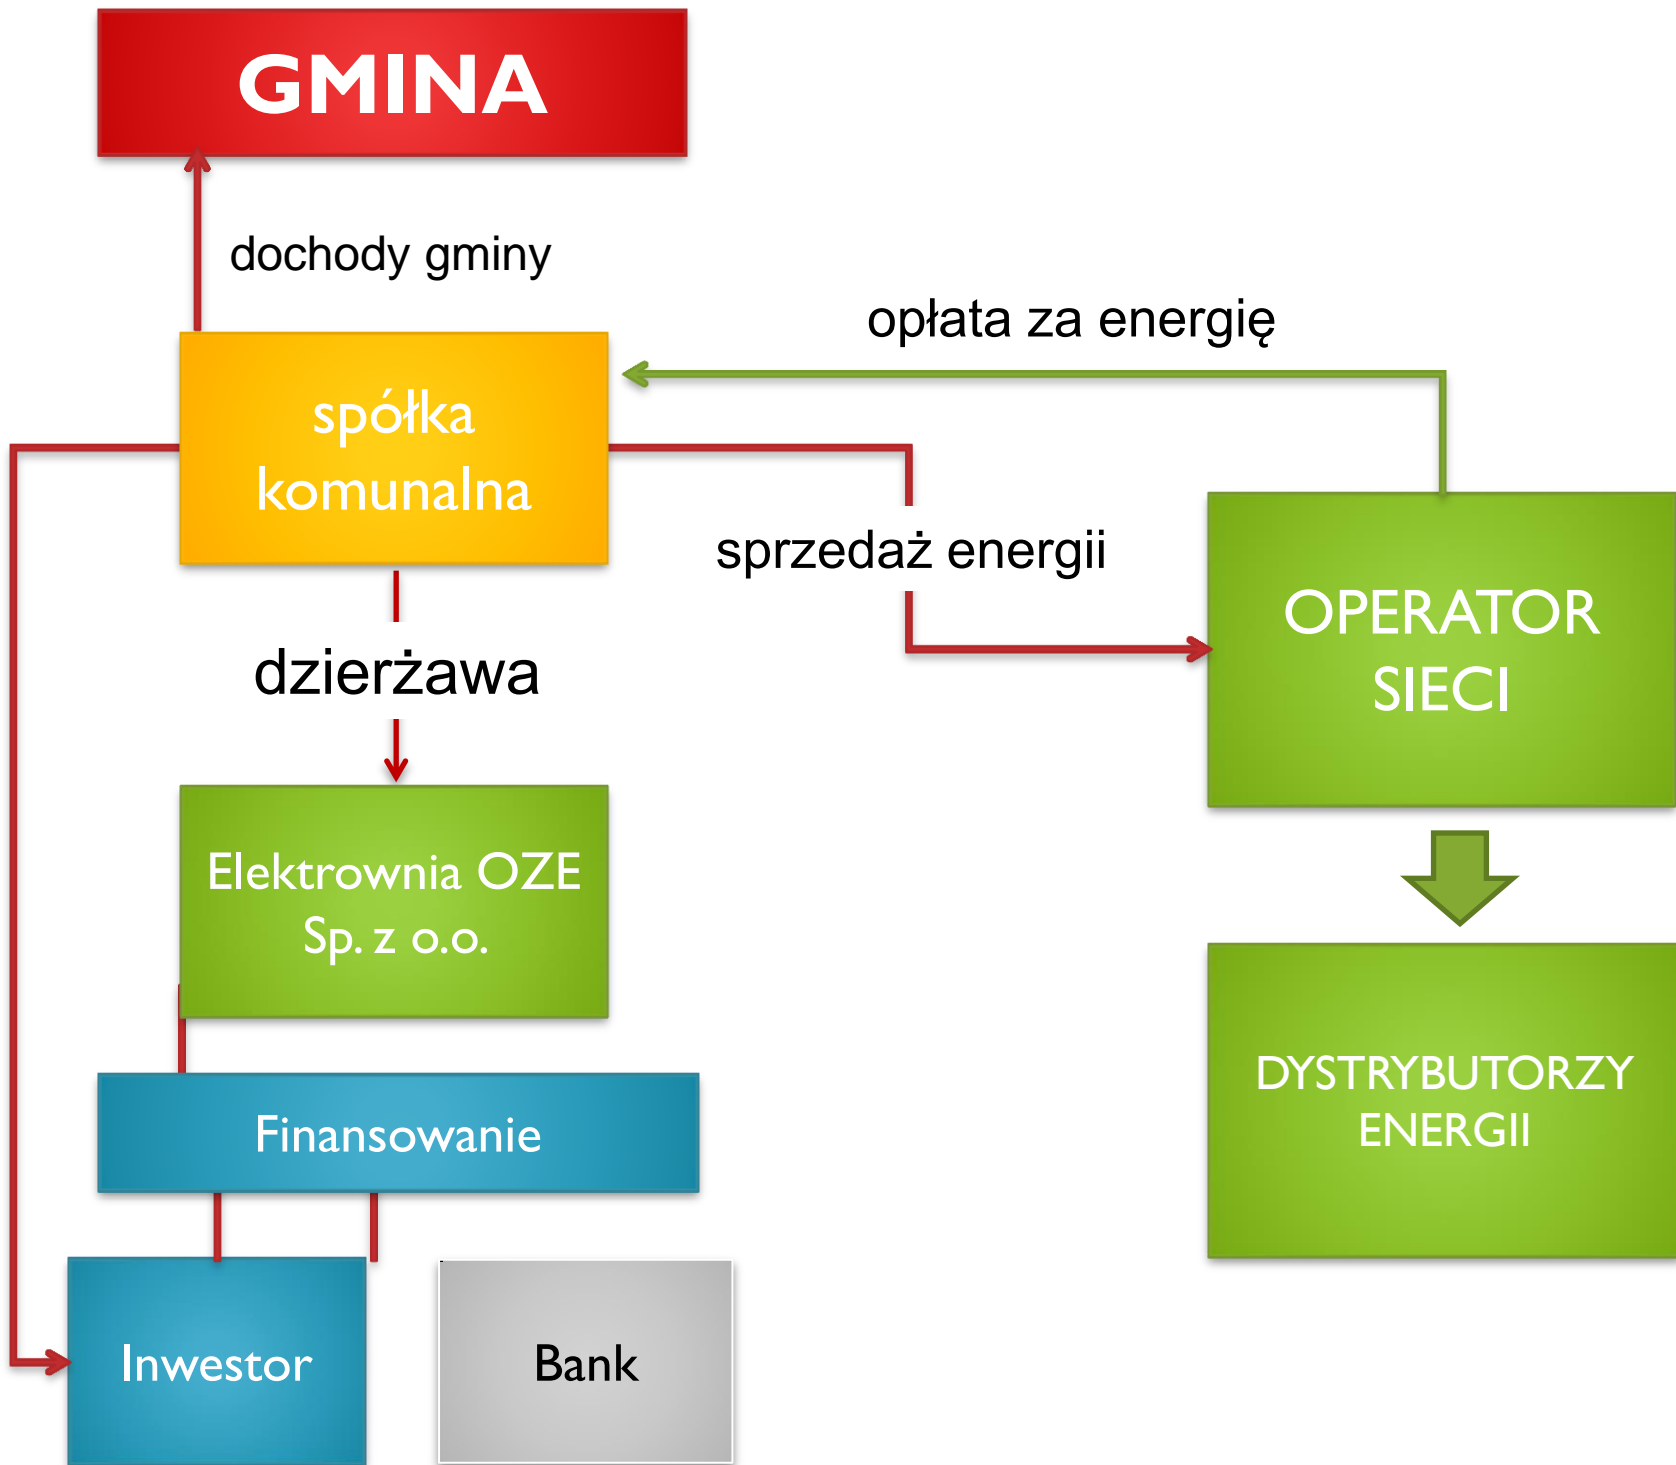 GMINA
dochody gminy
opłata za energię
spółka
komunalna
sprzedaż energii
OPERATOR
SIECI
dzierżawa
Elektrownia OZE
Sp. z o.o.
DYSTRYBUTORZY
ENERGII
Finansowanie
Inwestor
Bank